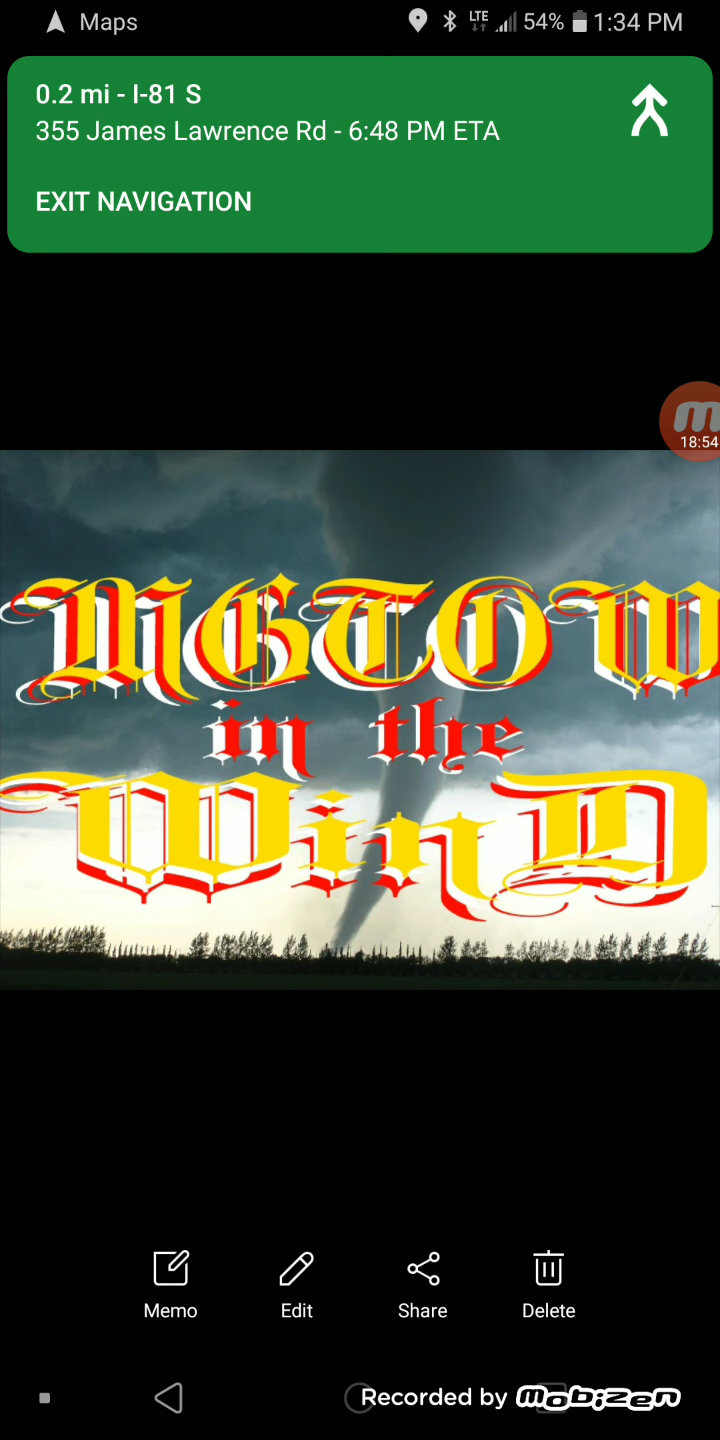 Maps LTE 54% 1:34 PM
0.2 mi - I-81 S
355 James Lawrence Rd - 6:48 PM ETA
EXIT NAVIGATION
18:54
MGTOW
in the
WinD
Memo Edit Share Delete
Recorded by Mobizen